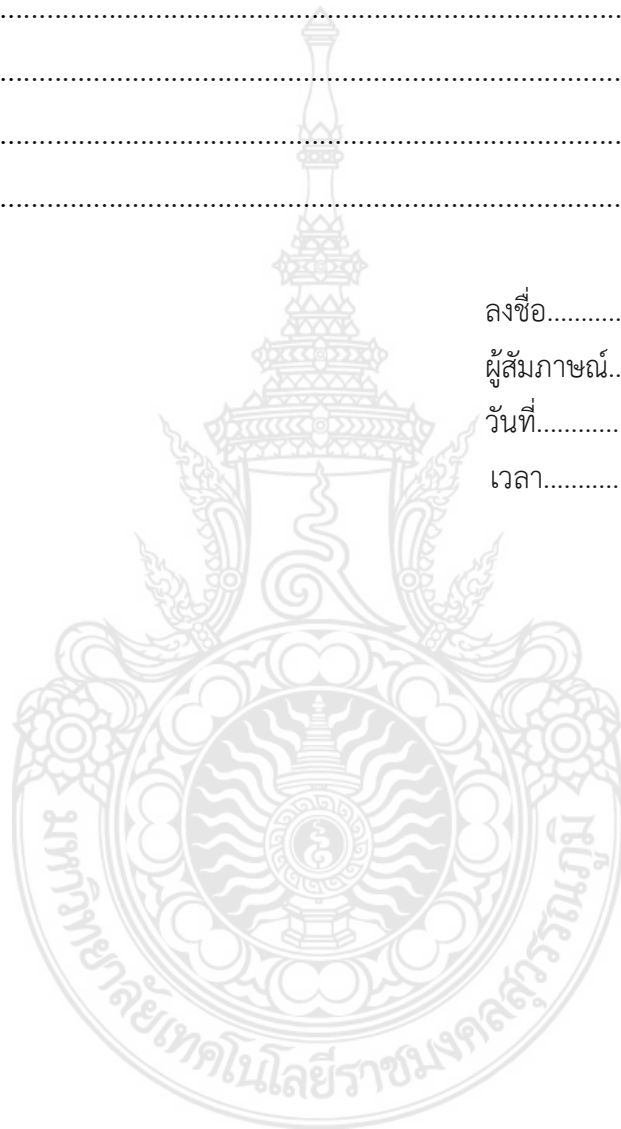 ................................................................................
................................................................................
................................................................................
................................................................................
ลงชื่อ...........
ผู้สัมภาษณ์..
วันที่............
เวลา...........
มหาวิทยาลัยเทคโนโลยีราชมงคลสุวรรณภูมิ